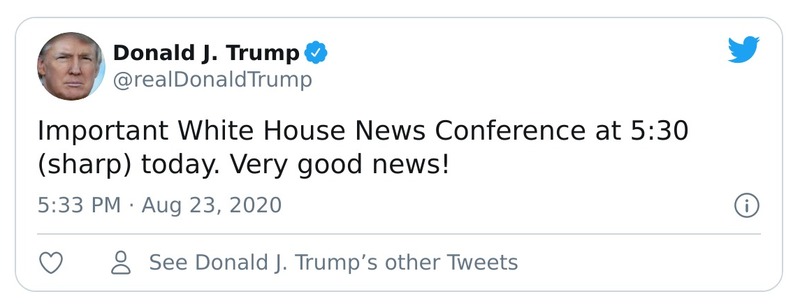 Donald J. Trump
@realDonaldTrump
Important White House News Conference at 5:30
(sharp) today. Very good news!
5:33 PM · Aug 23, 2020
See Donald J. Trump’s other Tweets